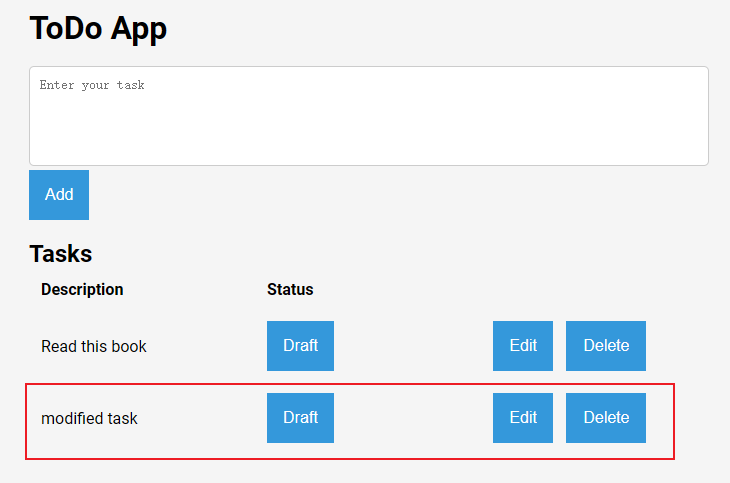 ToDo App
Enter your task
Add
Tasks
Description Status
Read this book Draft Edit Delete
modified task Draft Edit Delete